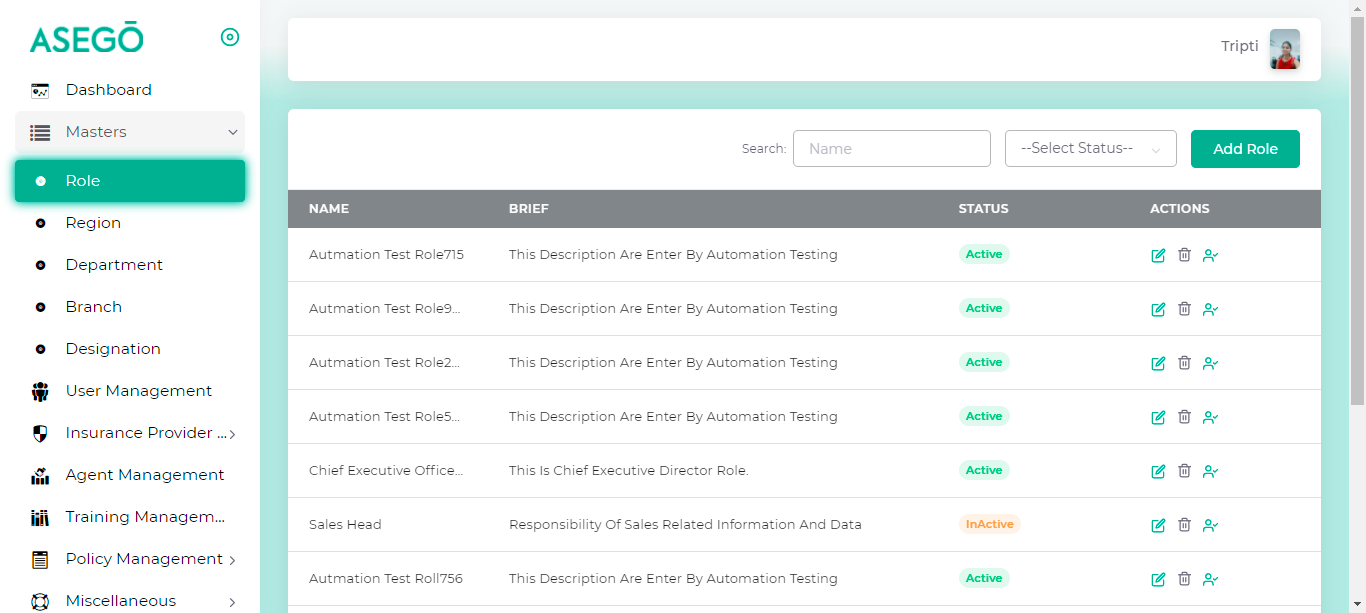 ASEGŌ
Tripti
Dashboard
Masters
Role
Region
Department
Branch
Designation
User Management
Insurance Provider ...
Agent Management
Training Managem...
Policy Management
Miscellaneous
Search: Name --Select Status-- Add Role
NAME BRIEF STATUS ACTIONS
Autmation Test Role715 This Description Are Enter By Automation Testing Active
Autmation Test Role9... This Description Are Enter By Automation Testing Active
Autmation Test Role2... This Description Are Enter By Automation Testing Active
Autmation Test Role5... This Description Are Enter By Automation Testing Active
Chief Executive Office... This Is Chief Executive Director Role. Active
Sales Head Responsibility Of Sales Related Information And Data InActive
Autmation Test Roll756 This Description Are Enter By Automation Testing Active